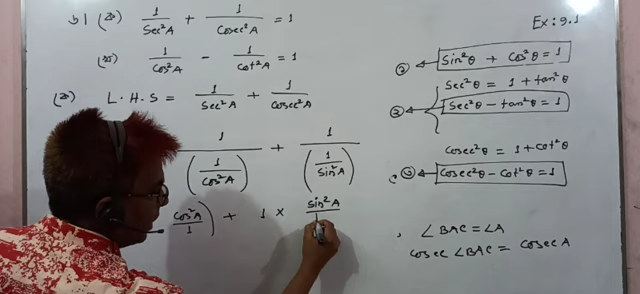 ১। (ক) 1/Sec²A + 1/Cosec²A = 1
Ex: 9.1
1/Cos²A - 1/Cot²A = 1
L.H.S = 1/Sec²A + 1/Cosec²A
1/(1/Cos²A) + 1/(1/Sin²A)
Cos²A/1) + 1 × Sin²A/1
① Sin²θ + Cos²θ = 1
Sec²θ = 1 + tan²θ
② Sec²θ - tan²θ = 1
Cosec²θ = 1 + Cot²θ
③ Cosec²θ - Cot²θ = 1
∠BAC = ∠A
Cosec ∠BAC = Cosec A